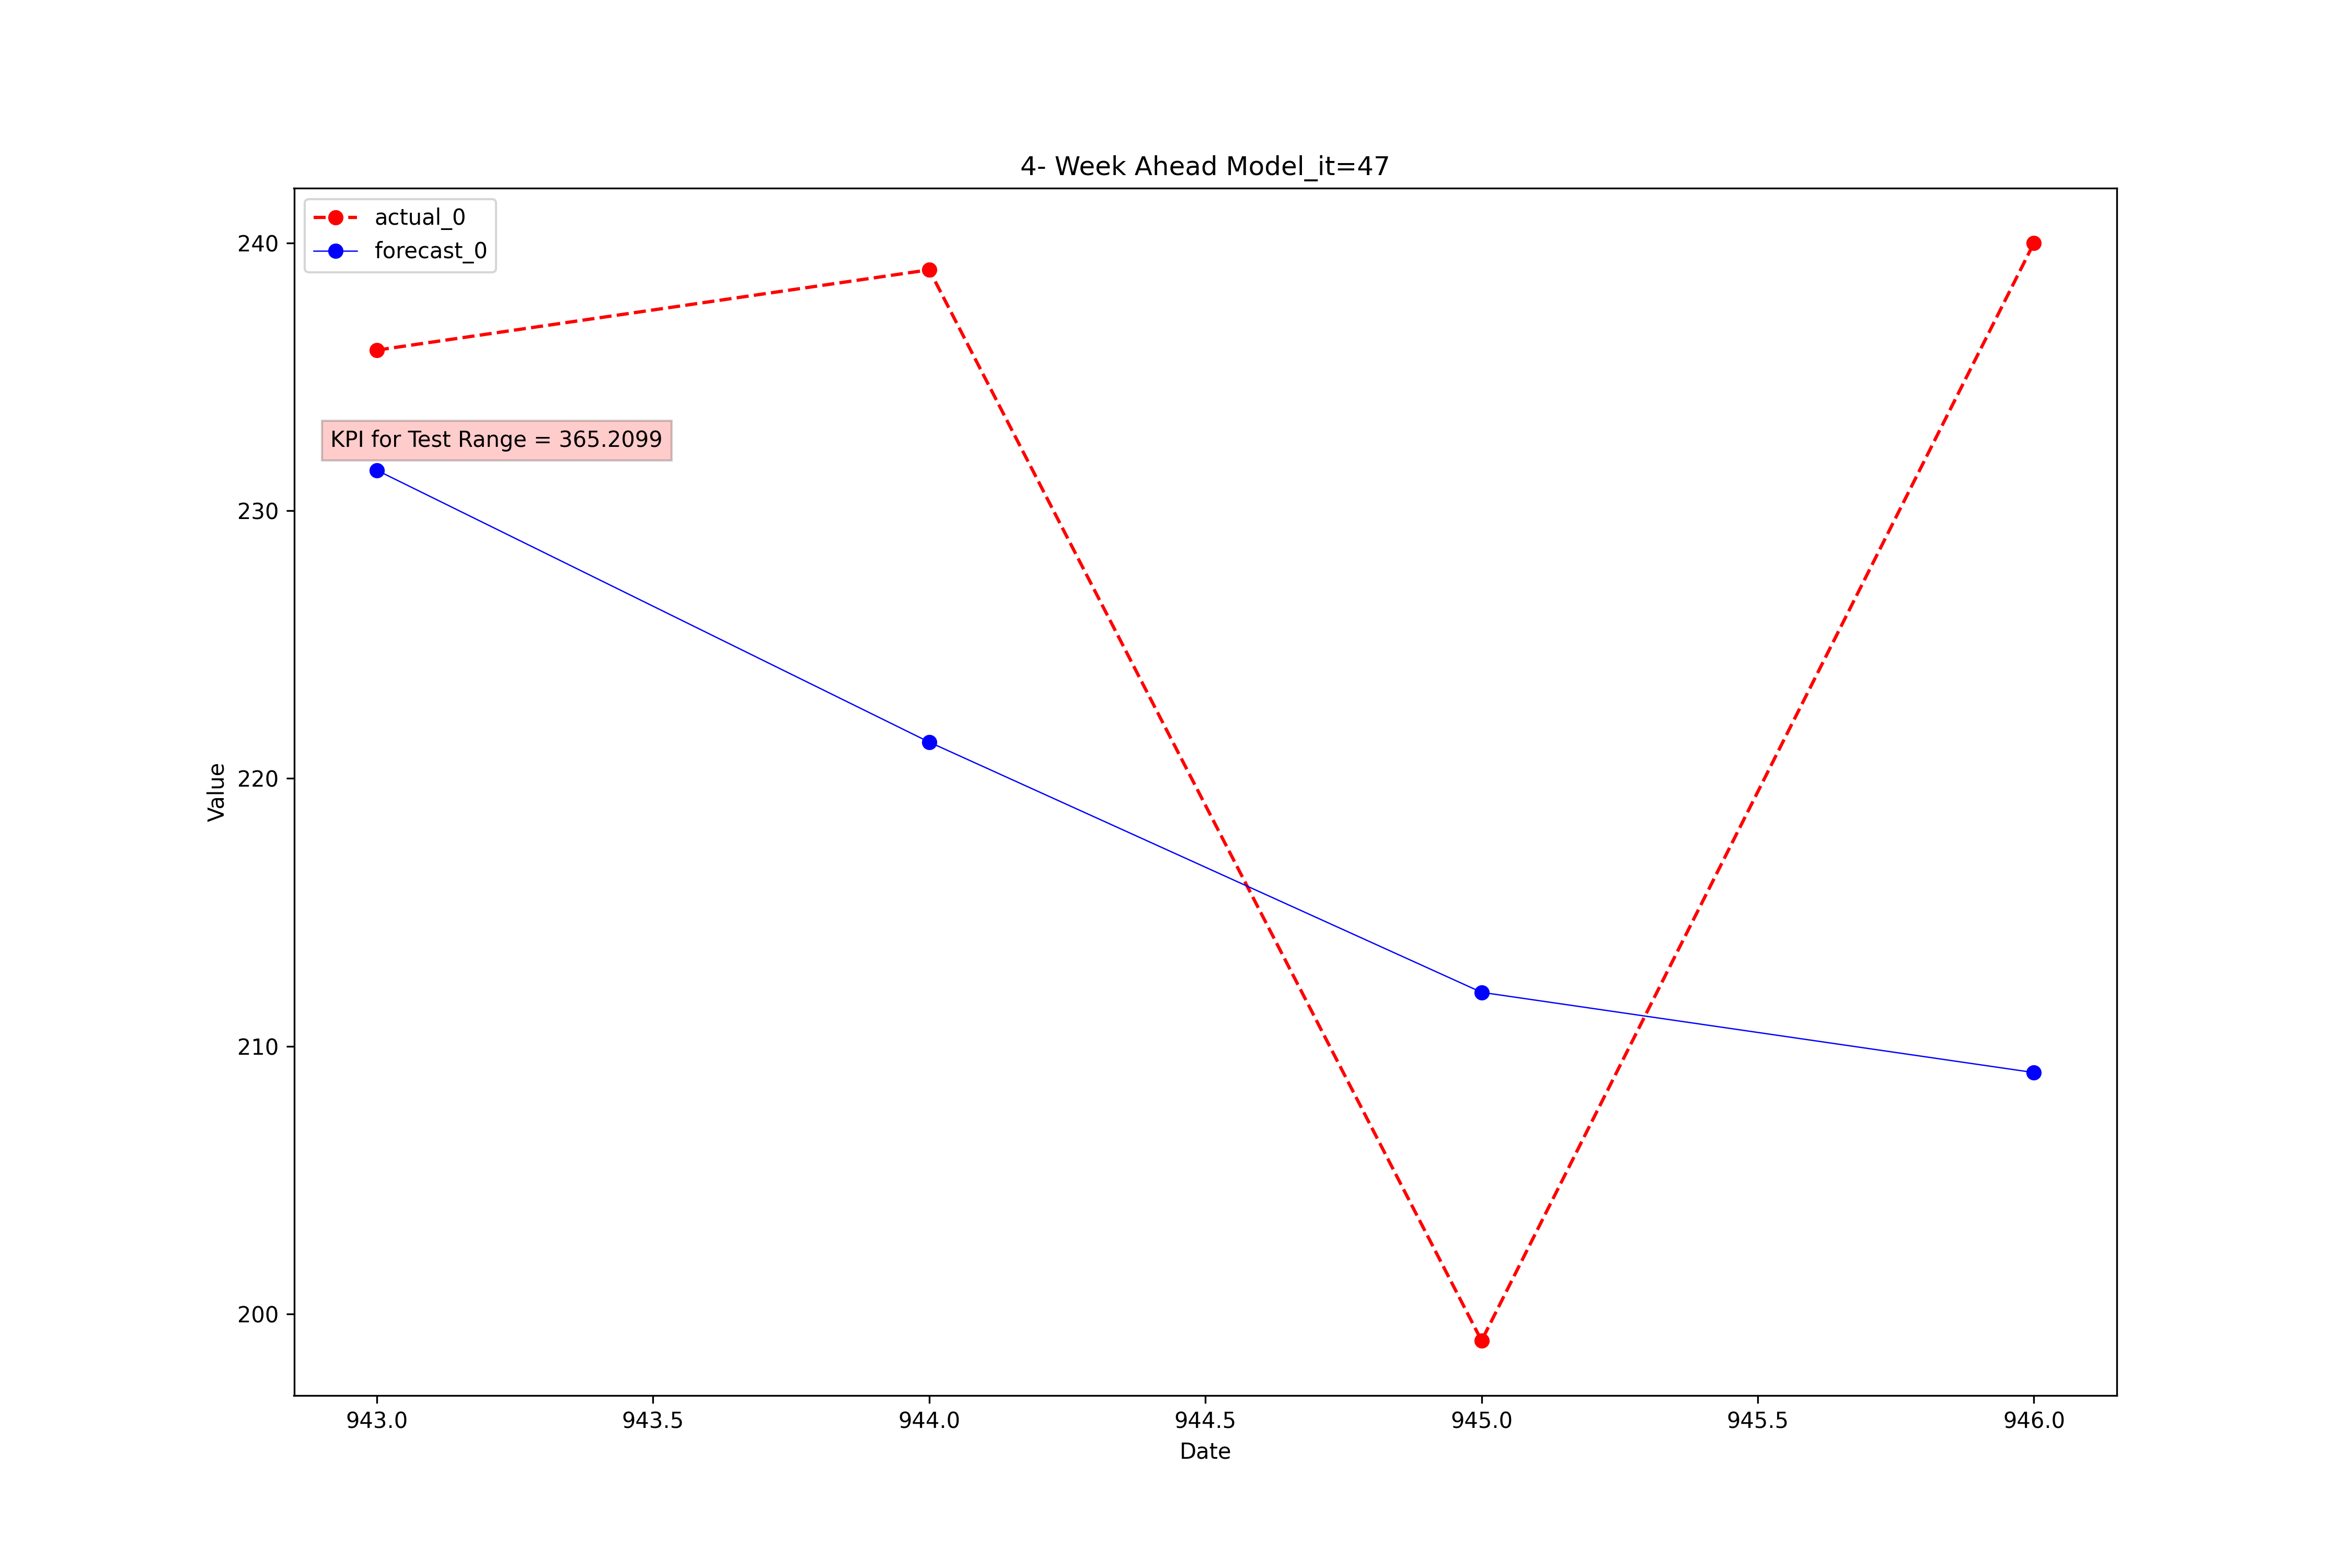 4- Week Ahead Model_it=47
actual_0
forecast_0
KPI for Test Range = 365.2099
240
230
220
210
200
Value
943.0 943.5 944.0 944.5 945.0 945.5 946.0
Date